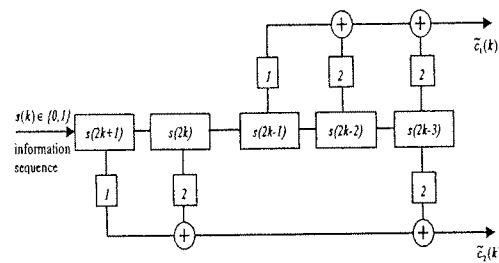 + +
c̃₁(k)
1 2 2
s(k) ∈ {0,1}
s(2k+1) s(2k) s(2k-1) s(2k-2) s(2k-3)
information
sequence
1 2 2
+ +
c̃₂(k